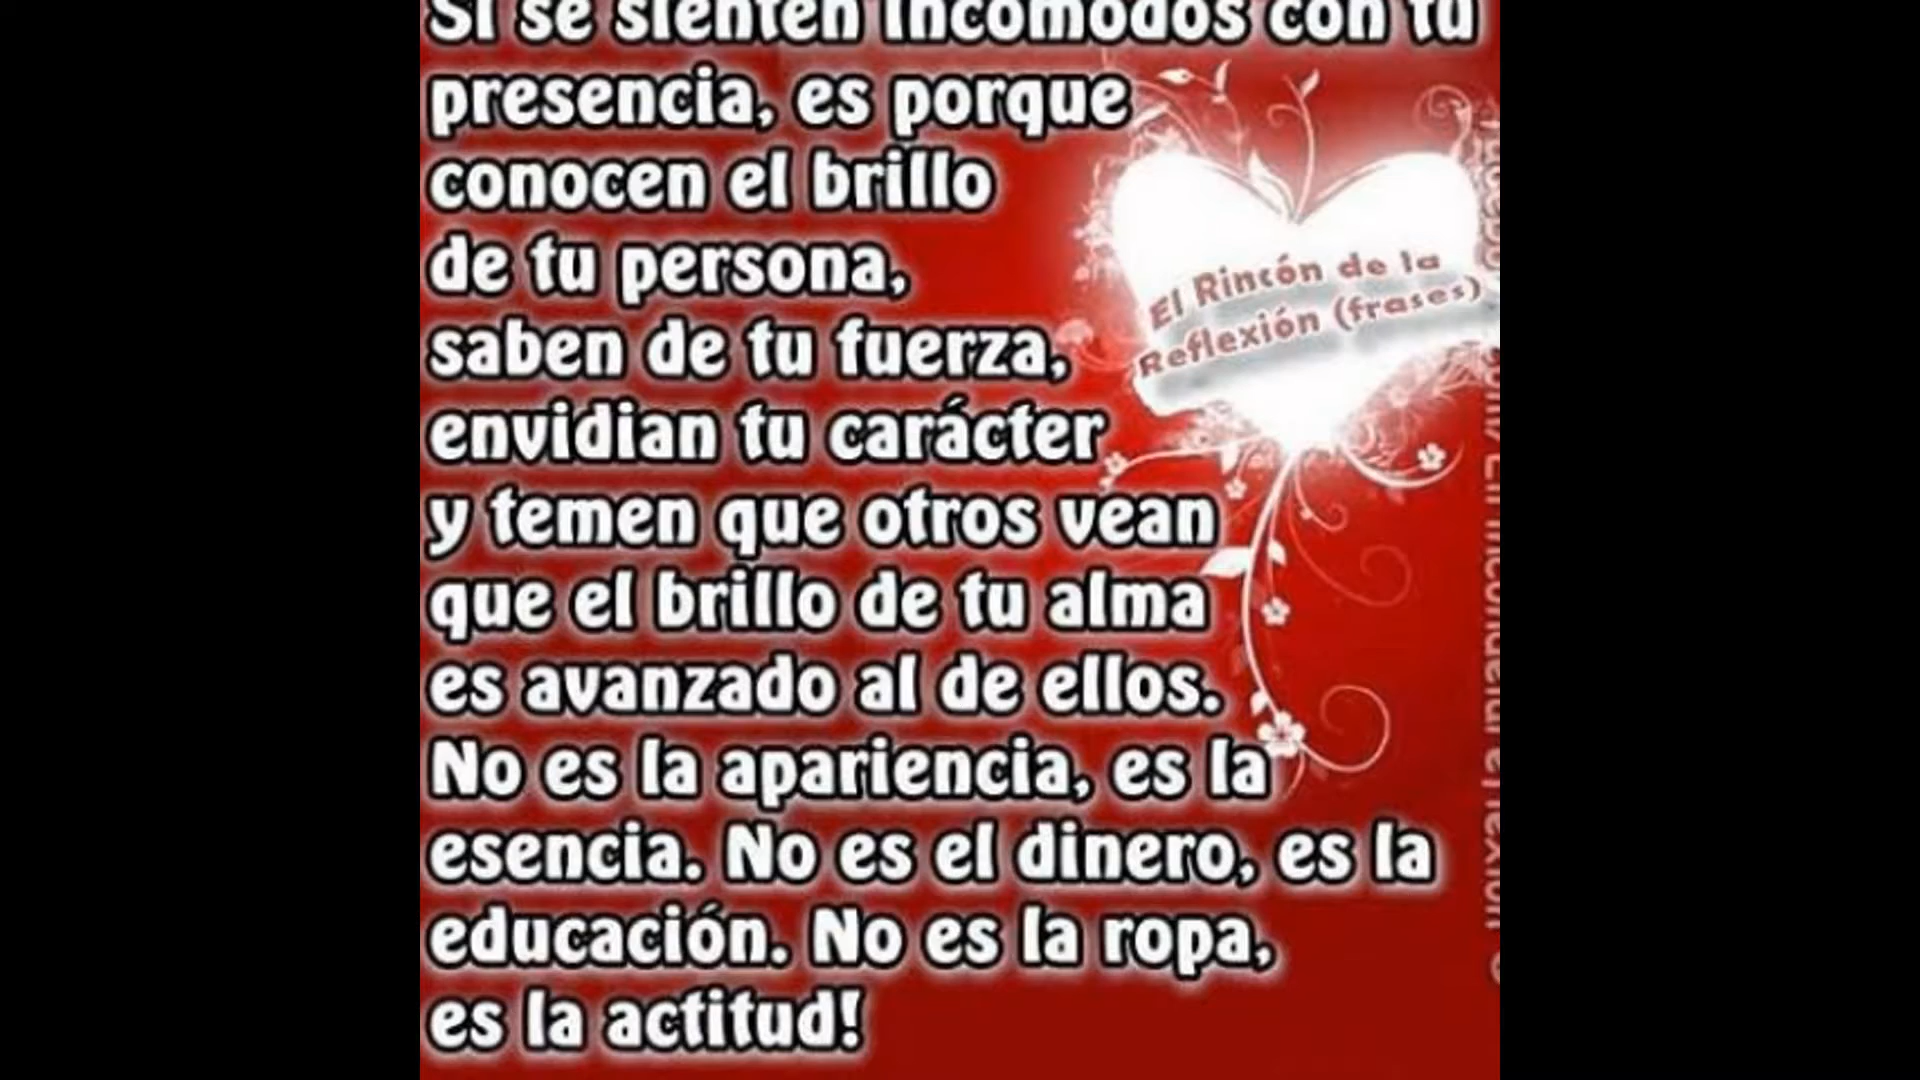 Si se sienten incómodos con tu
presencia, es porque
conocen el brillo
de tu persona,
saben de tu fuerza,
envidian tu carácter
y temen que otros vean
que el brillo de tu alma
es avanzado al de ellos.
No es la apariencia, es la
esencia. No es el dinero, es la
educación. No es la ropa,
es la actitud!
El Rincón de la
Reflexión (frases)